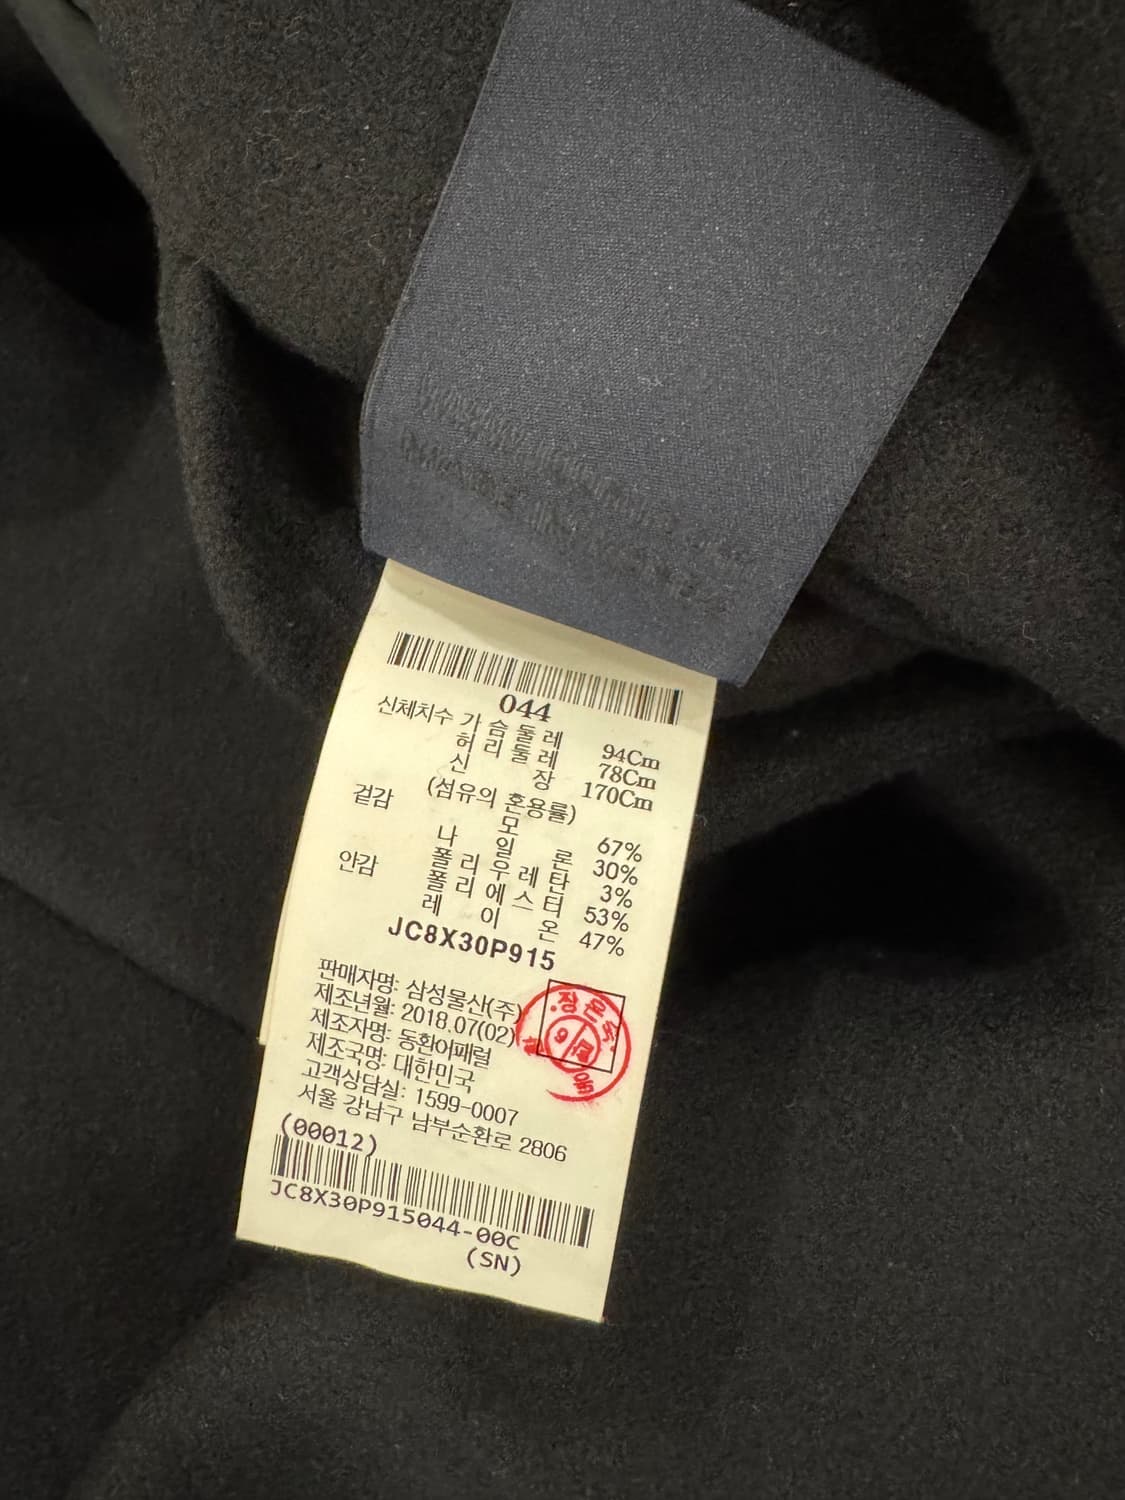 044
신체치수 가슴둘레 94Cm
허리둘레 78Cm
신장 170Cm
(섬유의 혼용률)
겉감 모 67%
나일론 30%
폴리우레탄 3%
안감 폴리에스터 53%
레이온 47%
JC8X30P915
판매자명: 삼성물산(주)
제조년월: 2018.07(02)
제조자명: 동환어패럴
제조국명: 대한민국
고객상담실: 1599-0007
서울 강남구 남부순환로 2806
(00012)
JC8X30P915044-00C
(SN)